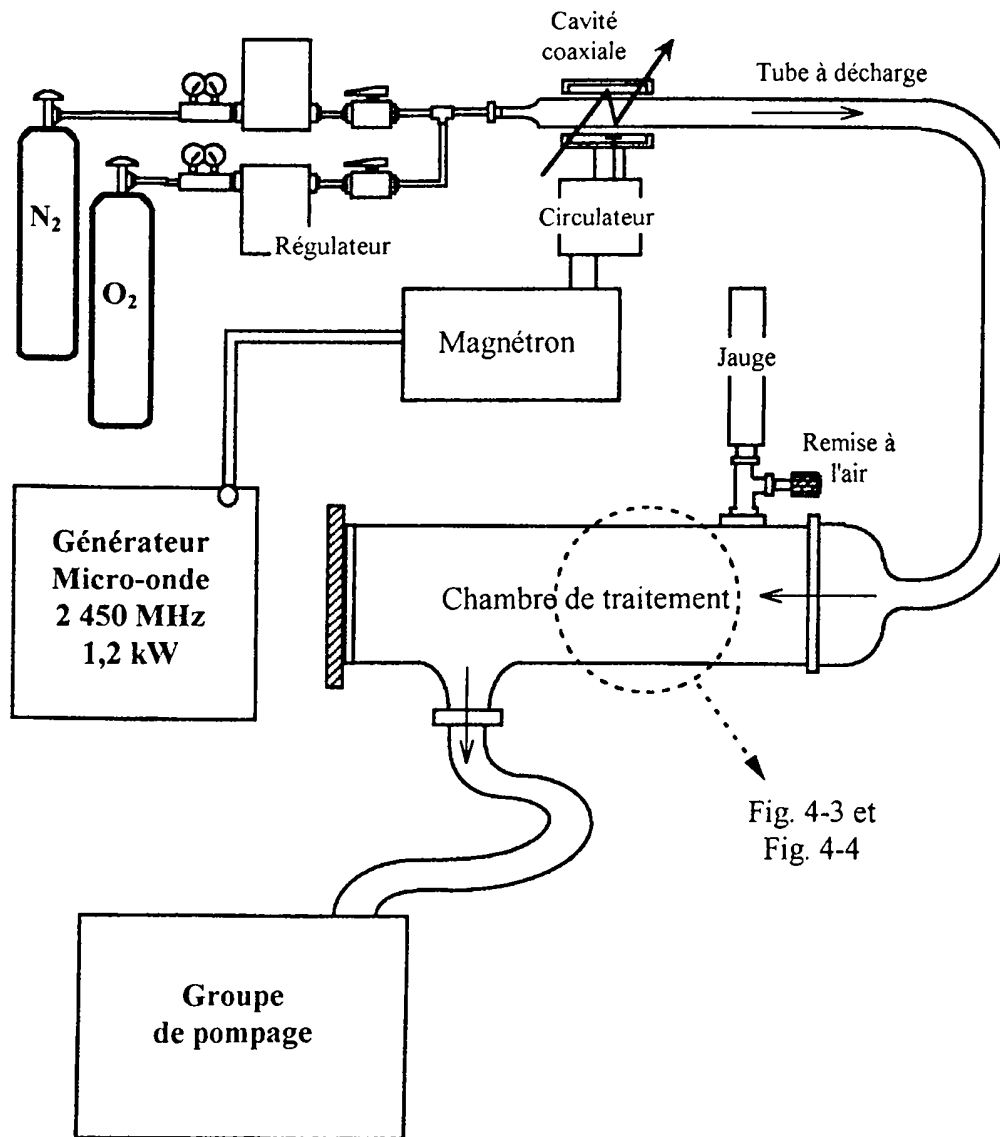 Cavité
coaxiale
Tube à décharge
N₂
O₂
Régulateur
Circulateur
Magnétron
Jauge
Remise à
l'air
Générateur
Micro-onde
2 450 MHz
1,2 kW
Chambre de traitement
Fig. 4-3 et
Fig. 4-4
Groupe
de pompage